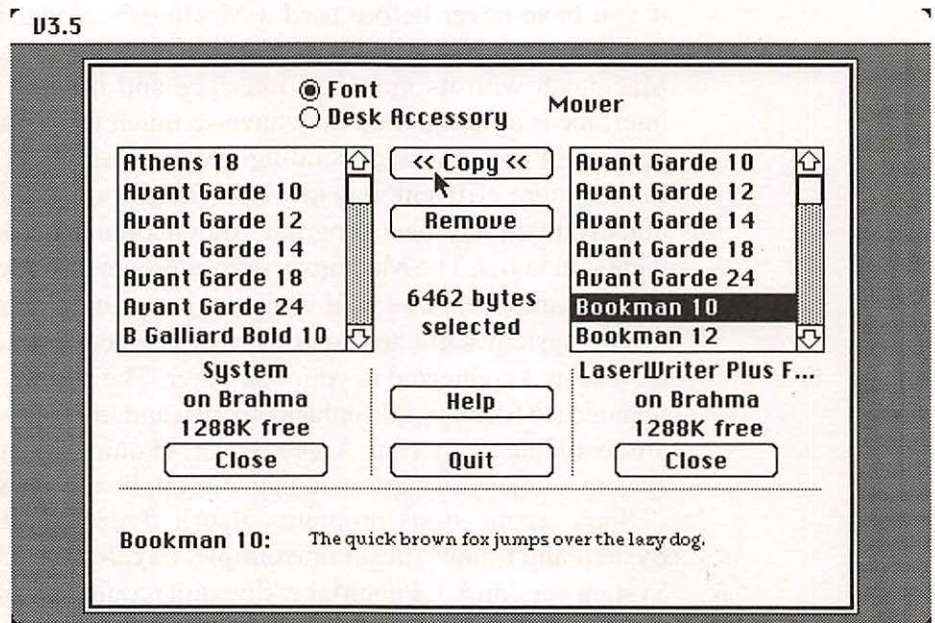 V3.5
Font
Desk Accessory
Mover
Athens 18
Avant Garde 10
Avant Garde 12
Avant Garde 14
Avant Garde 18
Avant Garde 24
B Galliard Bold 10
<< Copy <<
Remove
6462 bytes
selected
Avant Garde 10
Avant Garde 12
Avant Garde 14
Avant Garde 18
Avant Garde 24
Bookman 10
Bookman 12
System
on Brahma
1288K free
Close
Help
Quit
LaserWriter Plus F...
on Brahma
1288K free
Close
Bookman 10:
The quick brown fox jumps over the lazy dog.